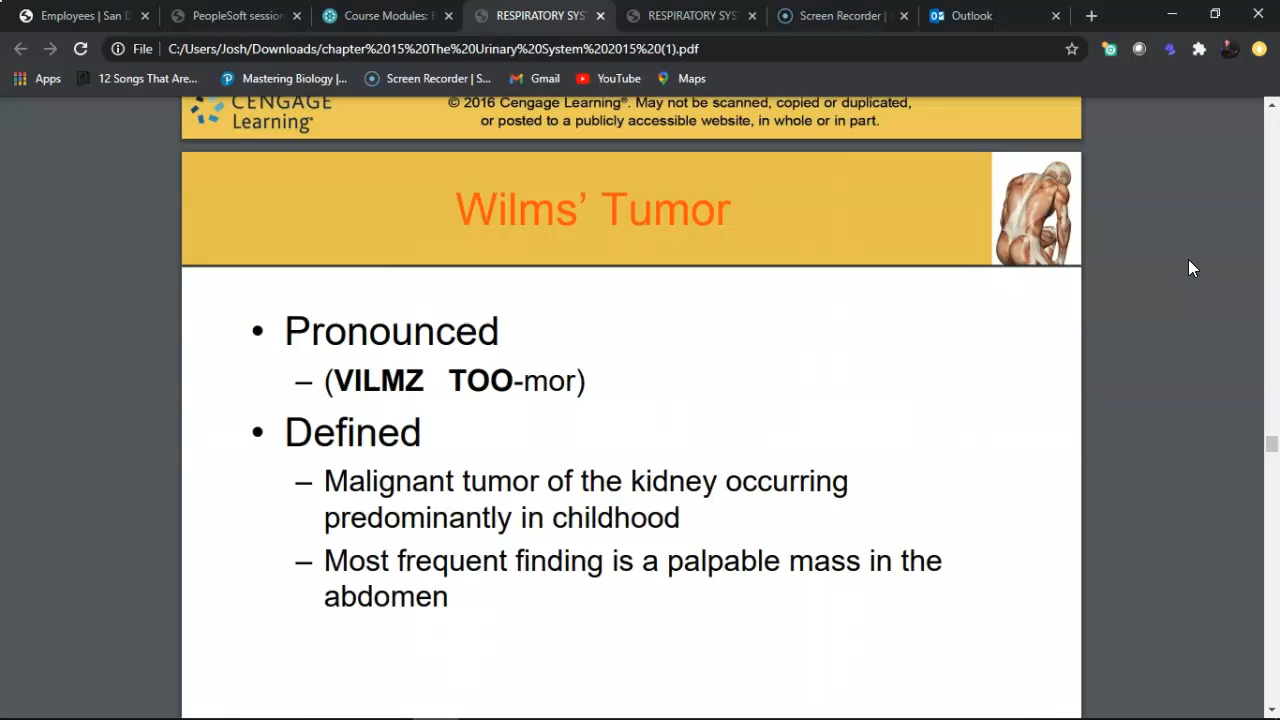 Employees | San D
PeopleSoft session
Course Modules: F
RESPIRATORY SYS
RESPIRATORY SYS
Screen Recorder |
Outlook
File | C:/Users/Josh/Downloads/chapter%2015%20The%20Urinary%20System%202015%20(1).pdf
Apps
12 Songs That Are...
Mastering Biology |...
Screen Recorder | S...
Gmail
YouTube
Maps
CENGAGE
Learning®
© 2016 Cengage Learning®. May not be scanned, copied or duplicated,
or posted to a publicly accessible website, in whole or in part.
Wilms’ Tumor
• Pronounced
– (VILMZ TOO-mor)
• Defined
– Malignant tumor of the kidney occurring
predominantly in childhood
– Most frequent finding is a palpable mass in the
abdomen